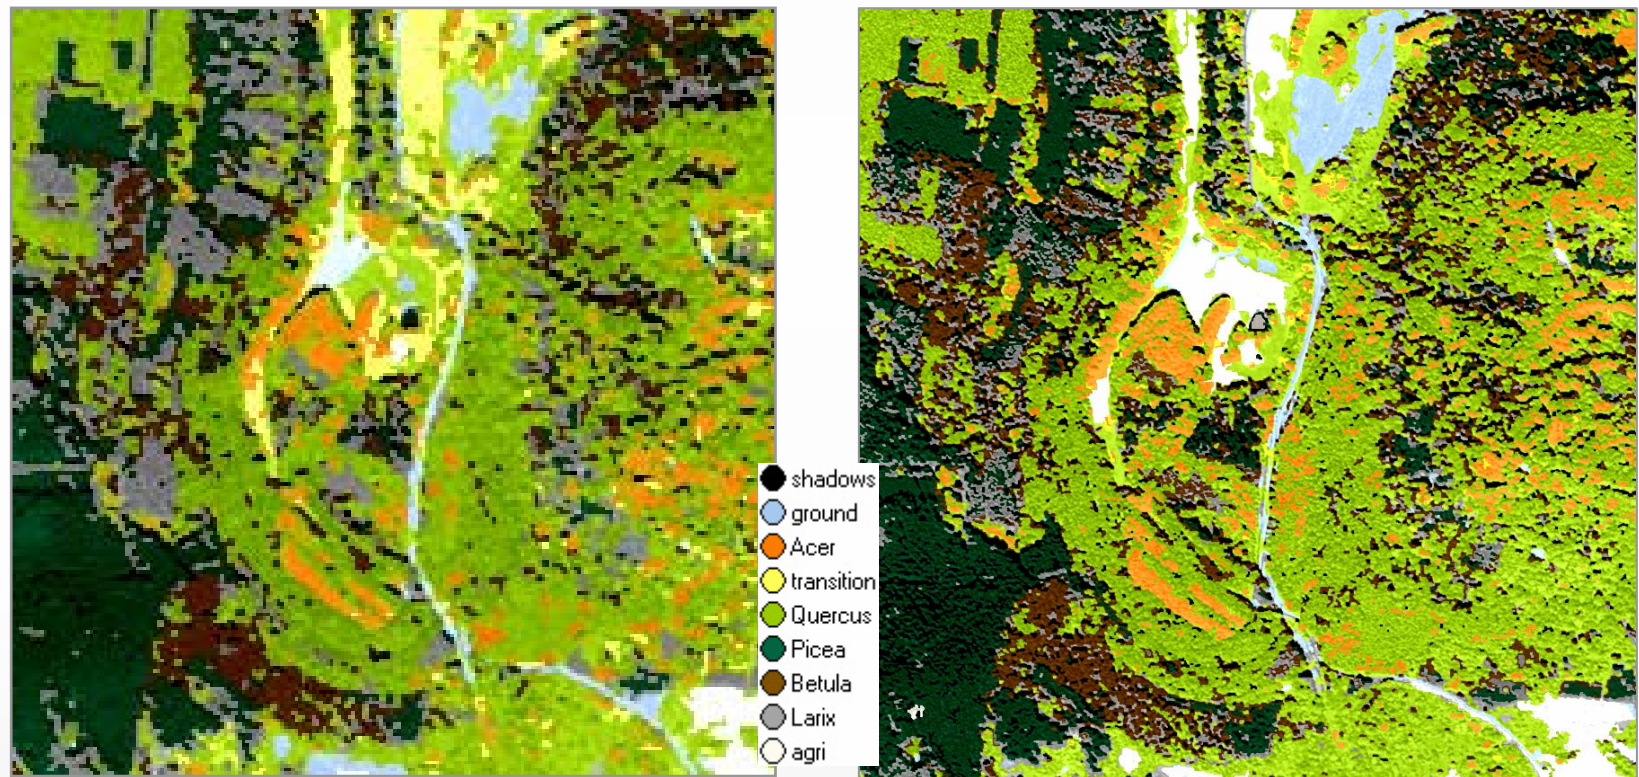 shadows
ground
Acer
transition
Quercus
Picea
Betula
Larix
agri